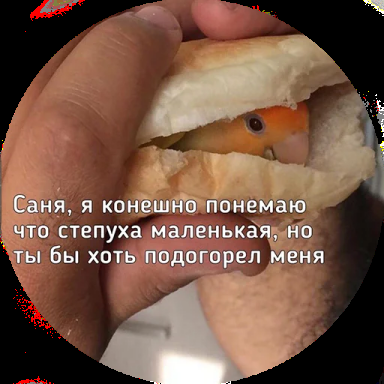 Саня, я конешно понемаю
что степуха маленькая, но
ты бы хоть подогорел меня